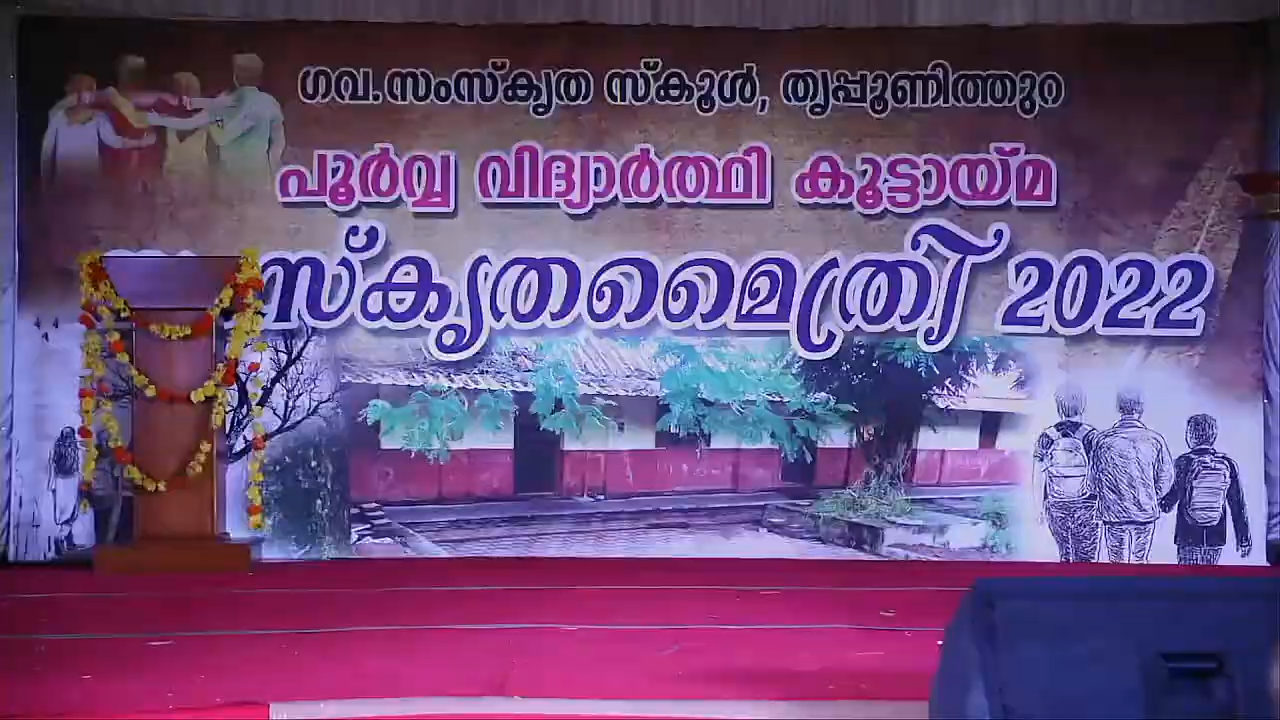 ഗവ.സംസ്കൃത സ്കൂൾ, തൃപ്പൂണിത്തുറ
പൂർവ്വ വിദ്യാർത്ഥി കൂട്ടായ്മ
സ്കൃതമൈത്രി 2022